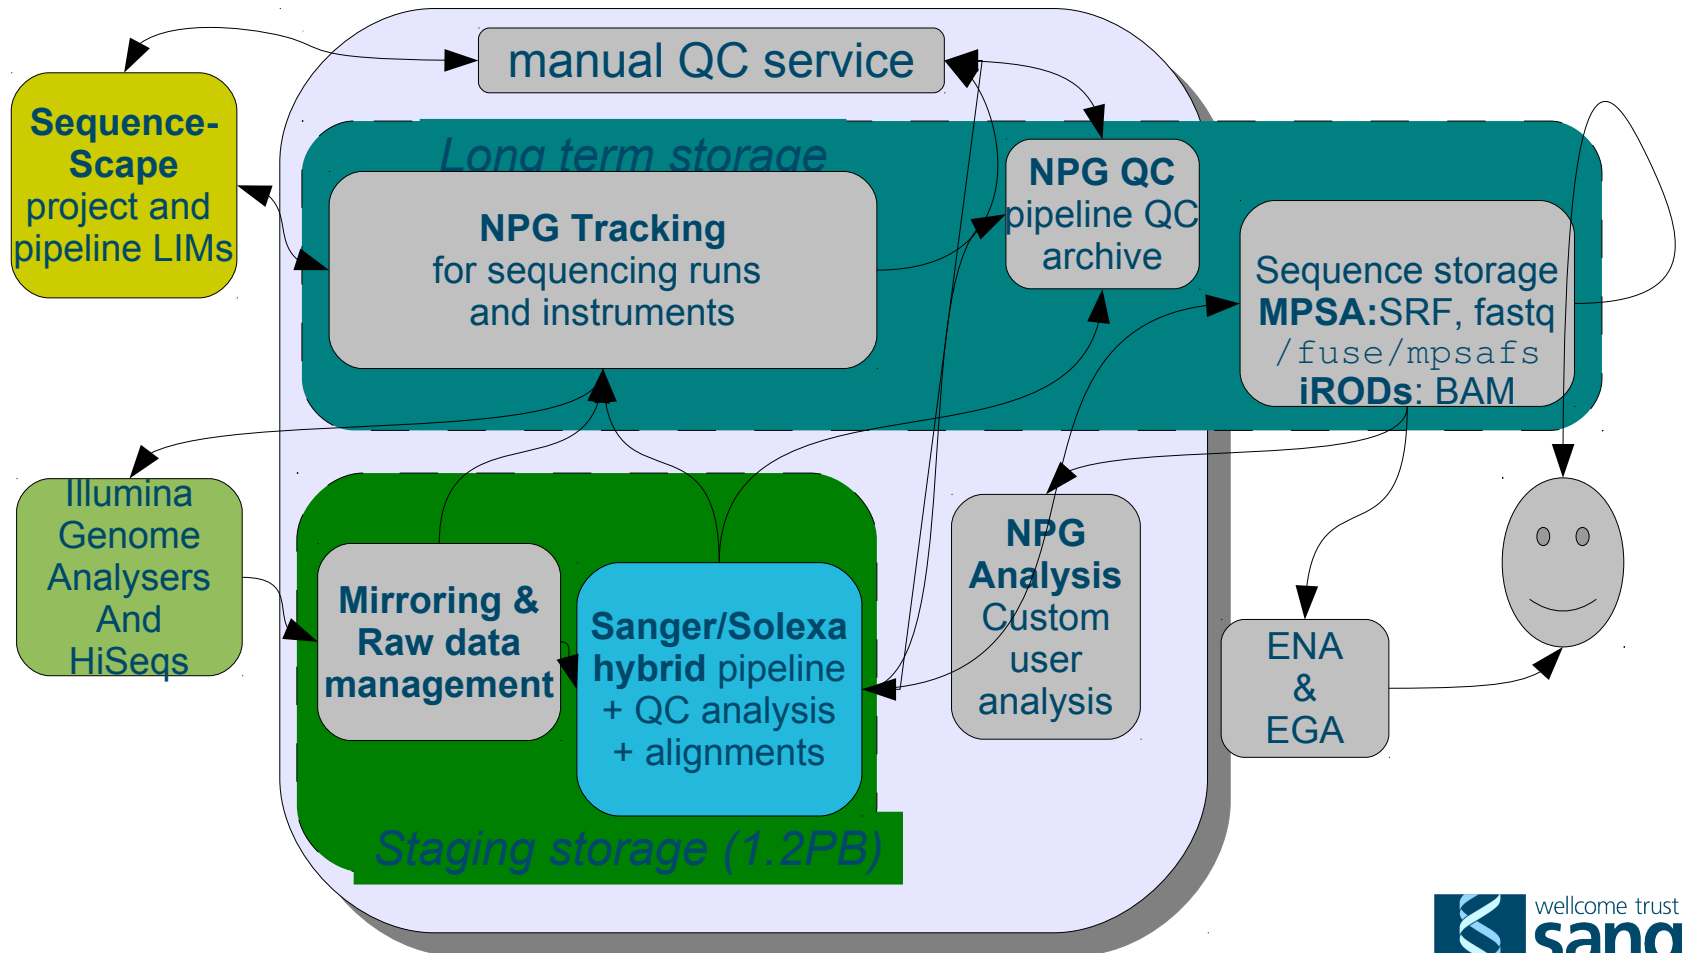 manual QC service
Sequence-
Scape
project and
pipeline LIMs
Long term storage
NPG Tracking
for sequencing runs
and instruments
NPG QC
pipeline QC
archive
Sequence storage
MPSA:SRF, fastq
/fuse/mpsafs
iRODs: BAM
Illumina
Genome
Analysers
And
HiSeqs
Mirroring &
Raw data
management
Sanger/Solexa
hybrid pipeline
+ QC analysis
+ alignments
NPG
Analysis
Custom
user
analysis
ENA
&
EGA
Staging storage (1.2PB)
wellcome trust
sang